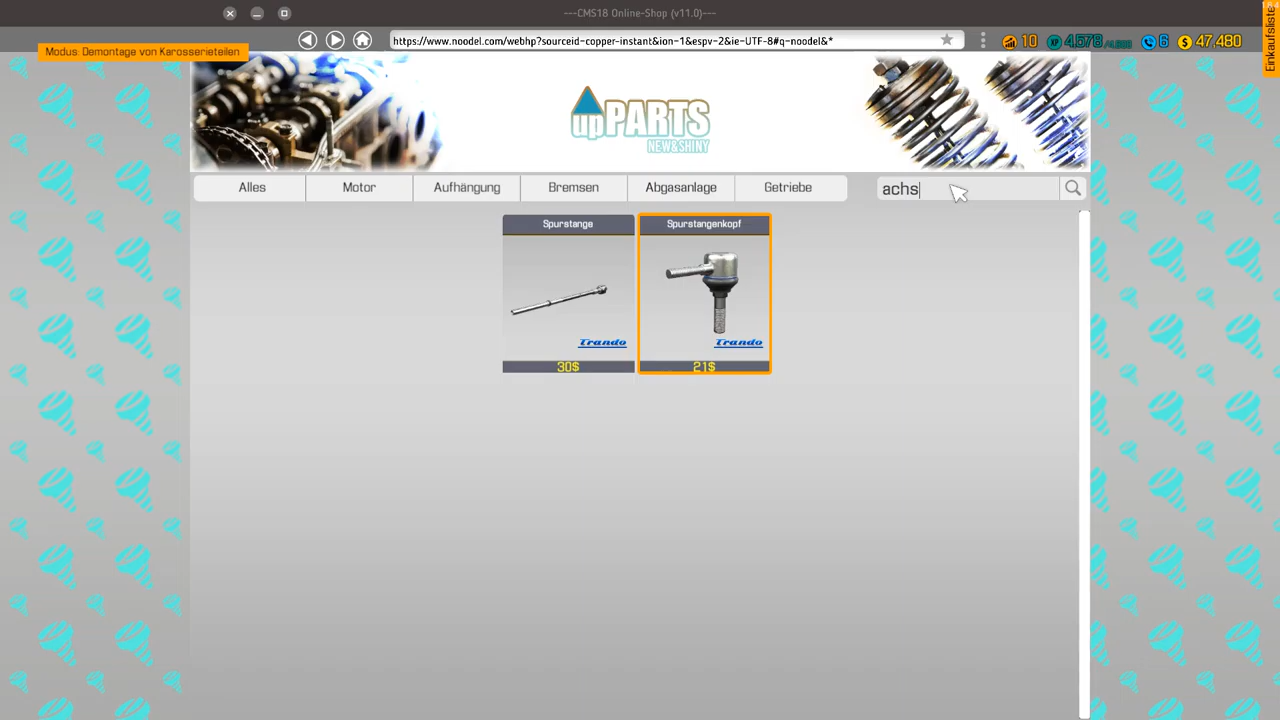 ---CMS18 Online-Shop (v11.0)---
Modus: Demontage von Karosserieteilen
https://www.noodel.com/webhp?sourceid-copper-instant&ion-1&espv-2&ie-UTF-8#q-noodel&*
10
XP 4,578
6
$ 47,480
Einkaufsliste
upPARTS
NEW&SHINY
Alles
Motor
Aufhängung
Bremsen
Abgasanlage
Getriebe
achs
Spurstange
Spurstangenkopf
Trando
Trando
30$
21$